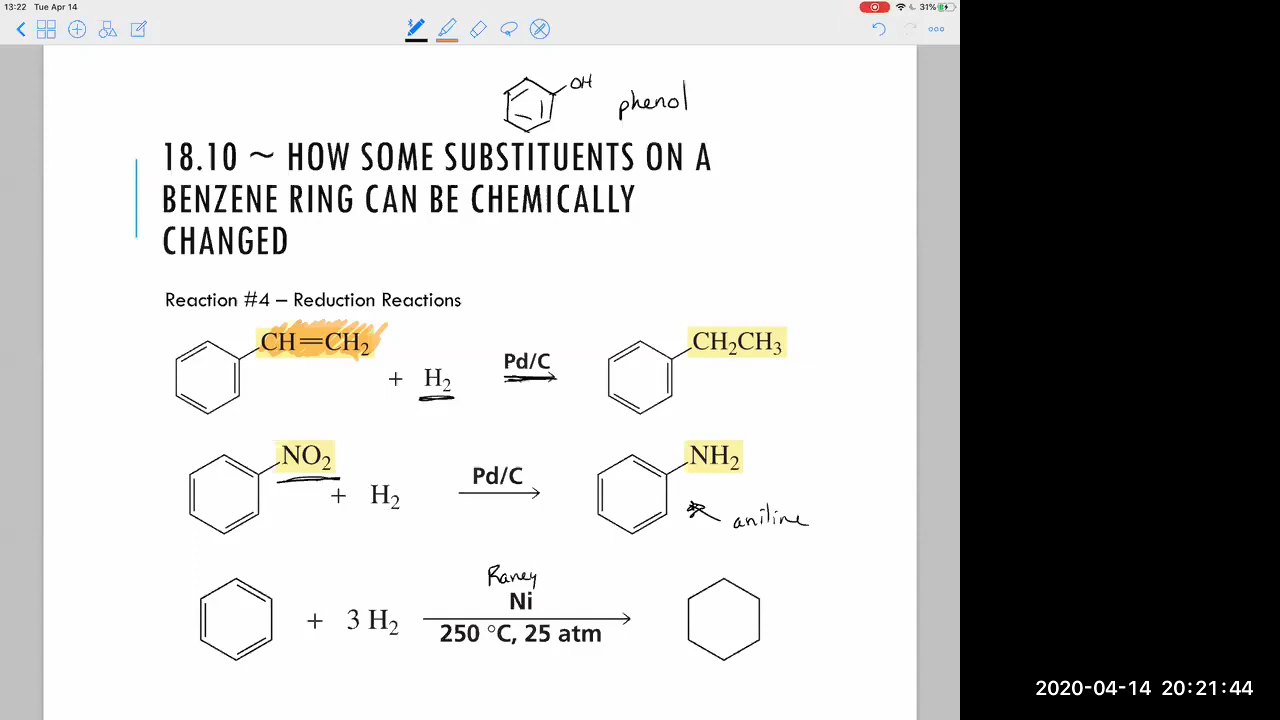 13:22 Tue Apr 14 31%
OH
phenol
18.10 ~ HOW SOME SUBSTITUENTS ON A
BENZENE RING CAN BE CHEMICALLY
CHANGED
Reaction #4 – Reduction Reactions
CH=CH₂ + H₂ Pd/C CH₂CH₃
NO₂ + H₂ Pd/C NH₂
aniline
Raney
+ 3 H₂ Ni
250 °C, 25 atm
2020-04-14 20:21:44